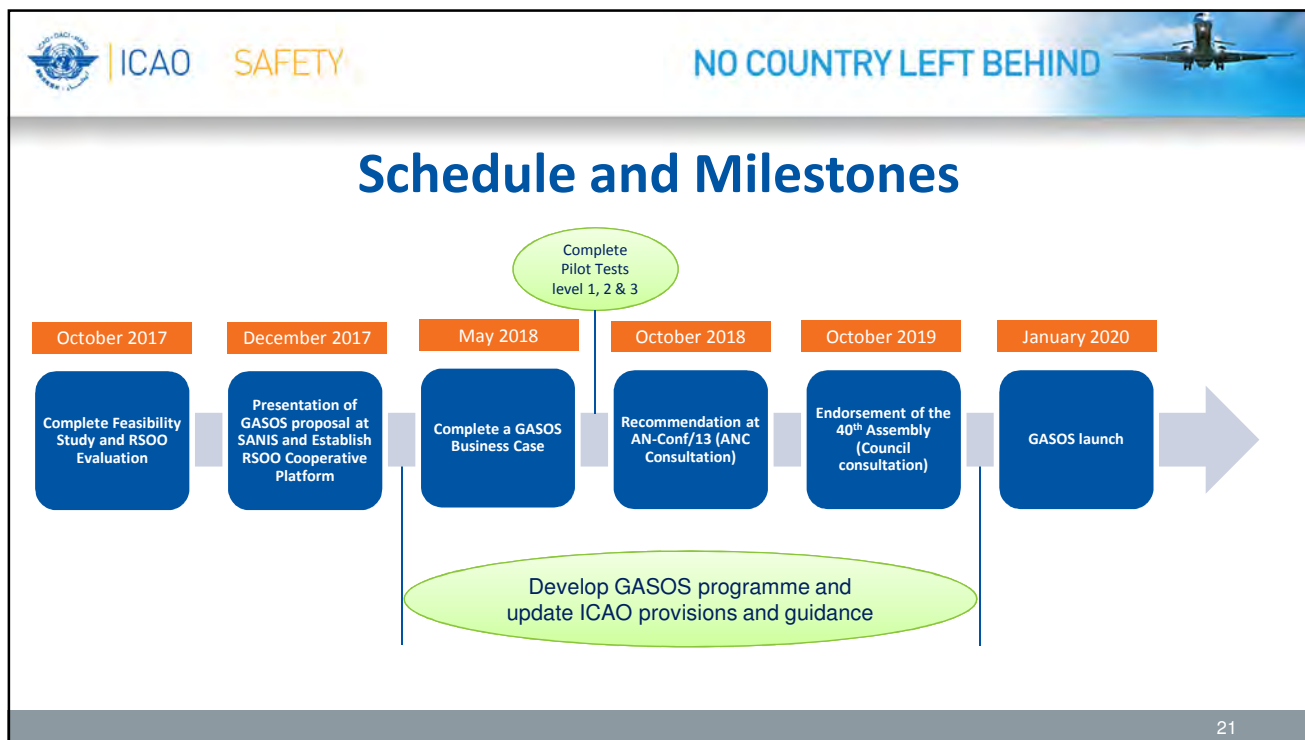 ICAO SAFETY
NO COUNTRY LEFT BEHIND
Schedule and Milestones
Complete
Pilot Tests
level 1, 2 & 3
October 2017
December 2017
May 2018
October 2018
October 2019
January 2020
Complete Feasibility
Study and RSOO
Evaluation
Presentation of
GASOS proposal at
SANIS and Establish
RSOO Cooperative
Platform
Complete a GASOS
Business Case
Recommendation at
AN-Conf/13 (ANC
Consultation)
Endorsement of the
40th Assembly
(Council
consultation)
GASOS launch
Develop GASOS programme and
update ICAO provisions and guidance
21